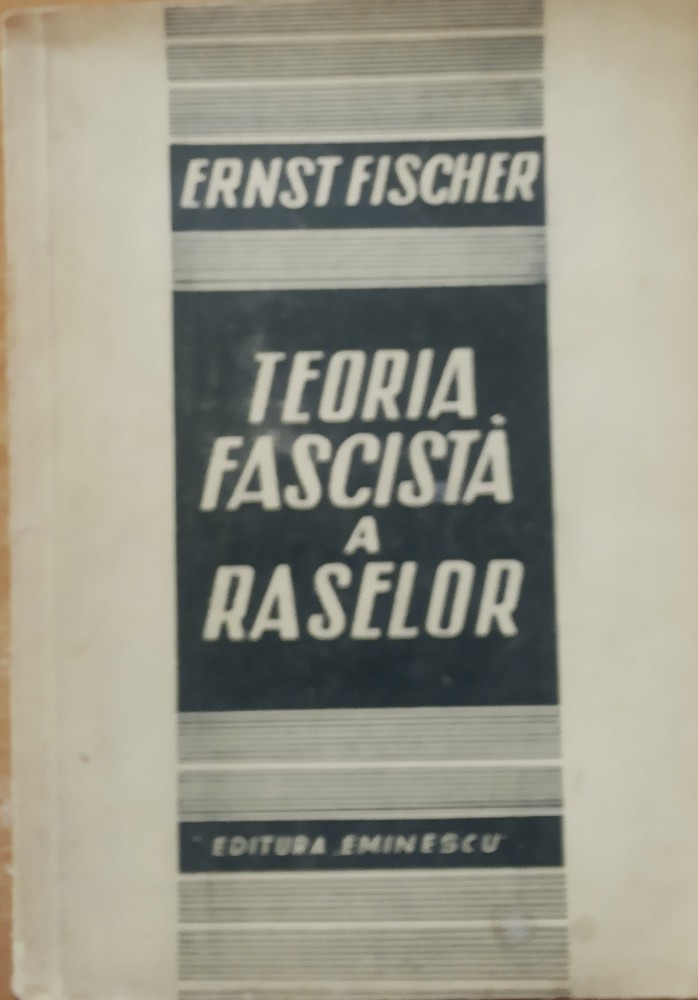 ERNST FISCHER
TEORIA
FASCISTĂ
A
RASELOR
EDITURA „EMINESCU"